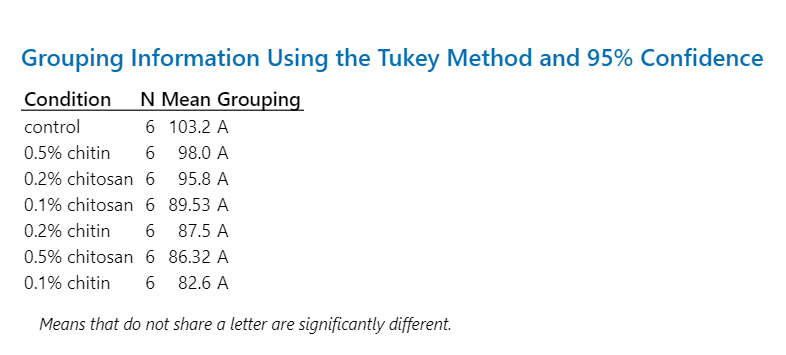 Grouping Information Using the Tukey Method and 95% Confidence
Condition N Mean Grouping
control 6 103.2 A
0.5% chitin 6 98.0 A
0.2% chitosan 6 95.8 A
0.1% chitosan 6 89.53 A
0.2% chitin 6 87.5 A
0.5% chitosan 6 86.32 A
0.1% chitin 6 82.6 A
Means that do not share a letter are significantly different.